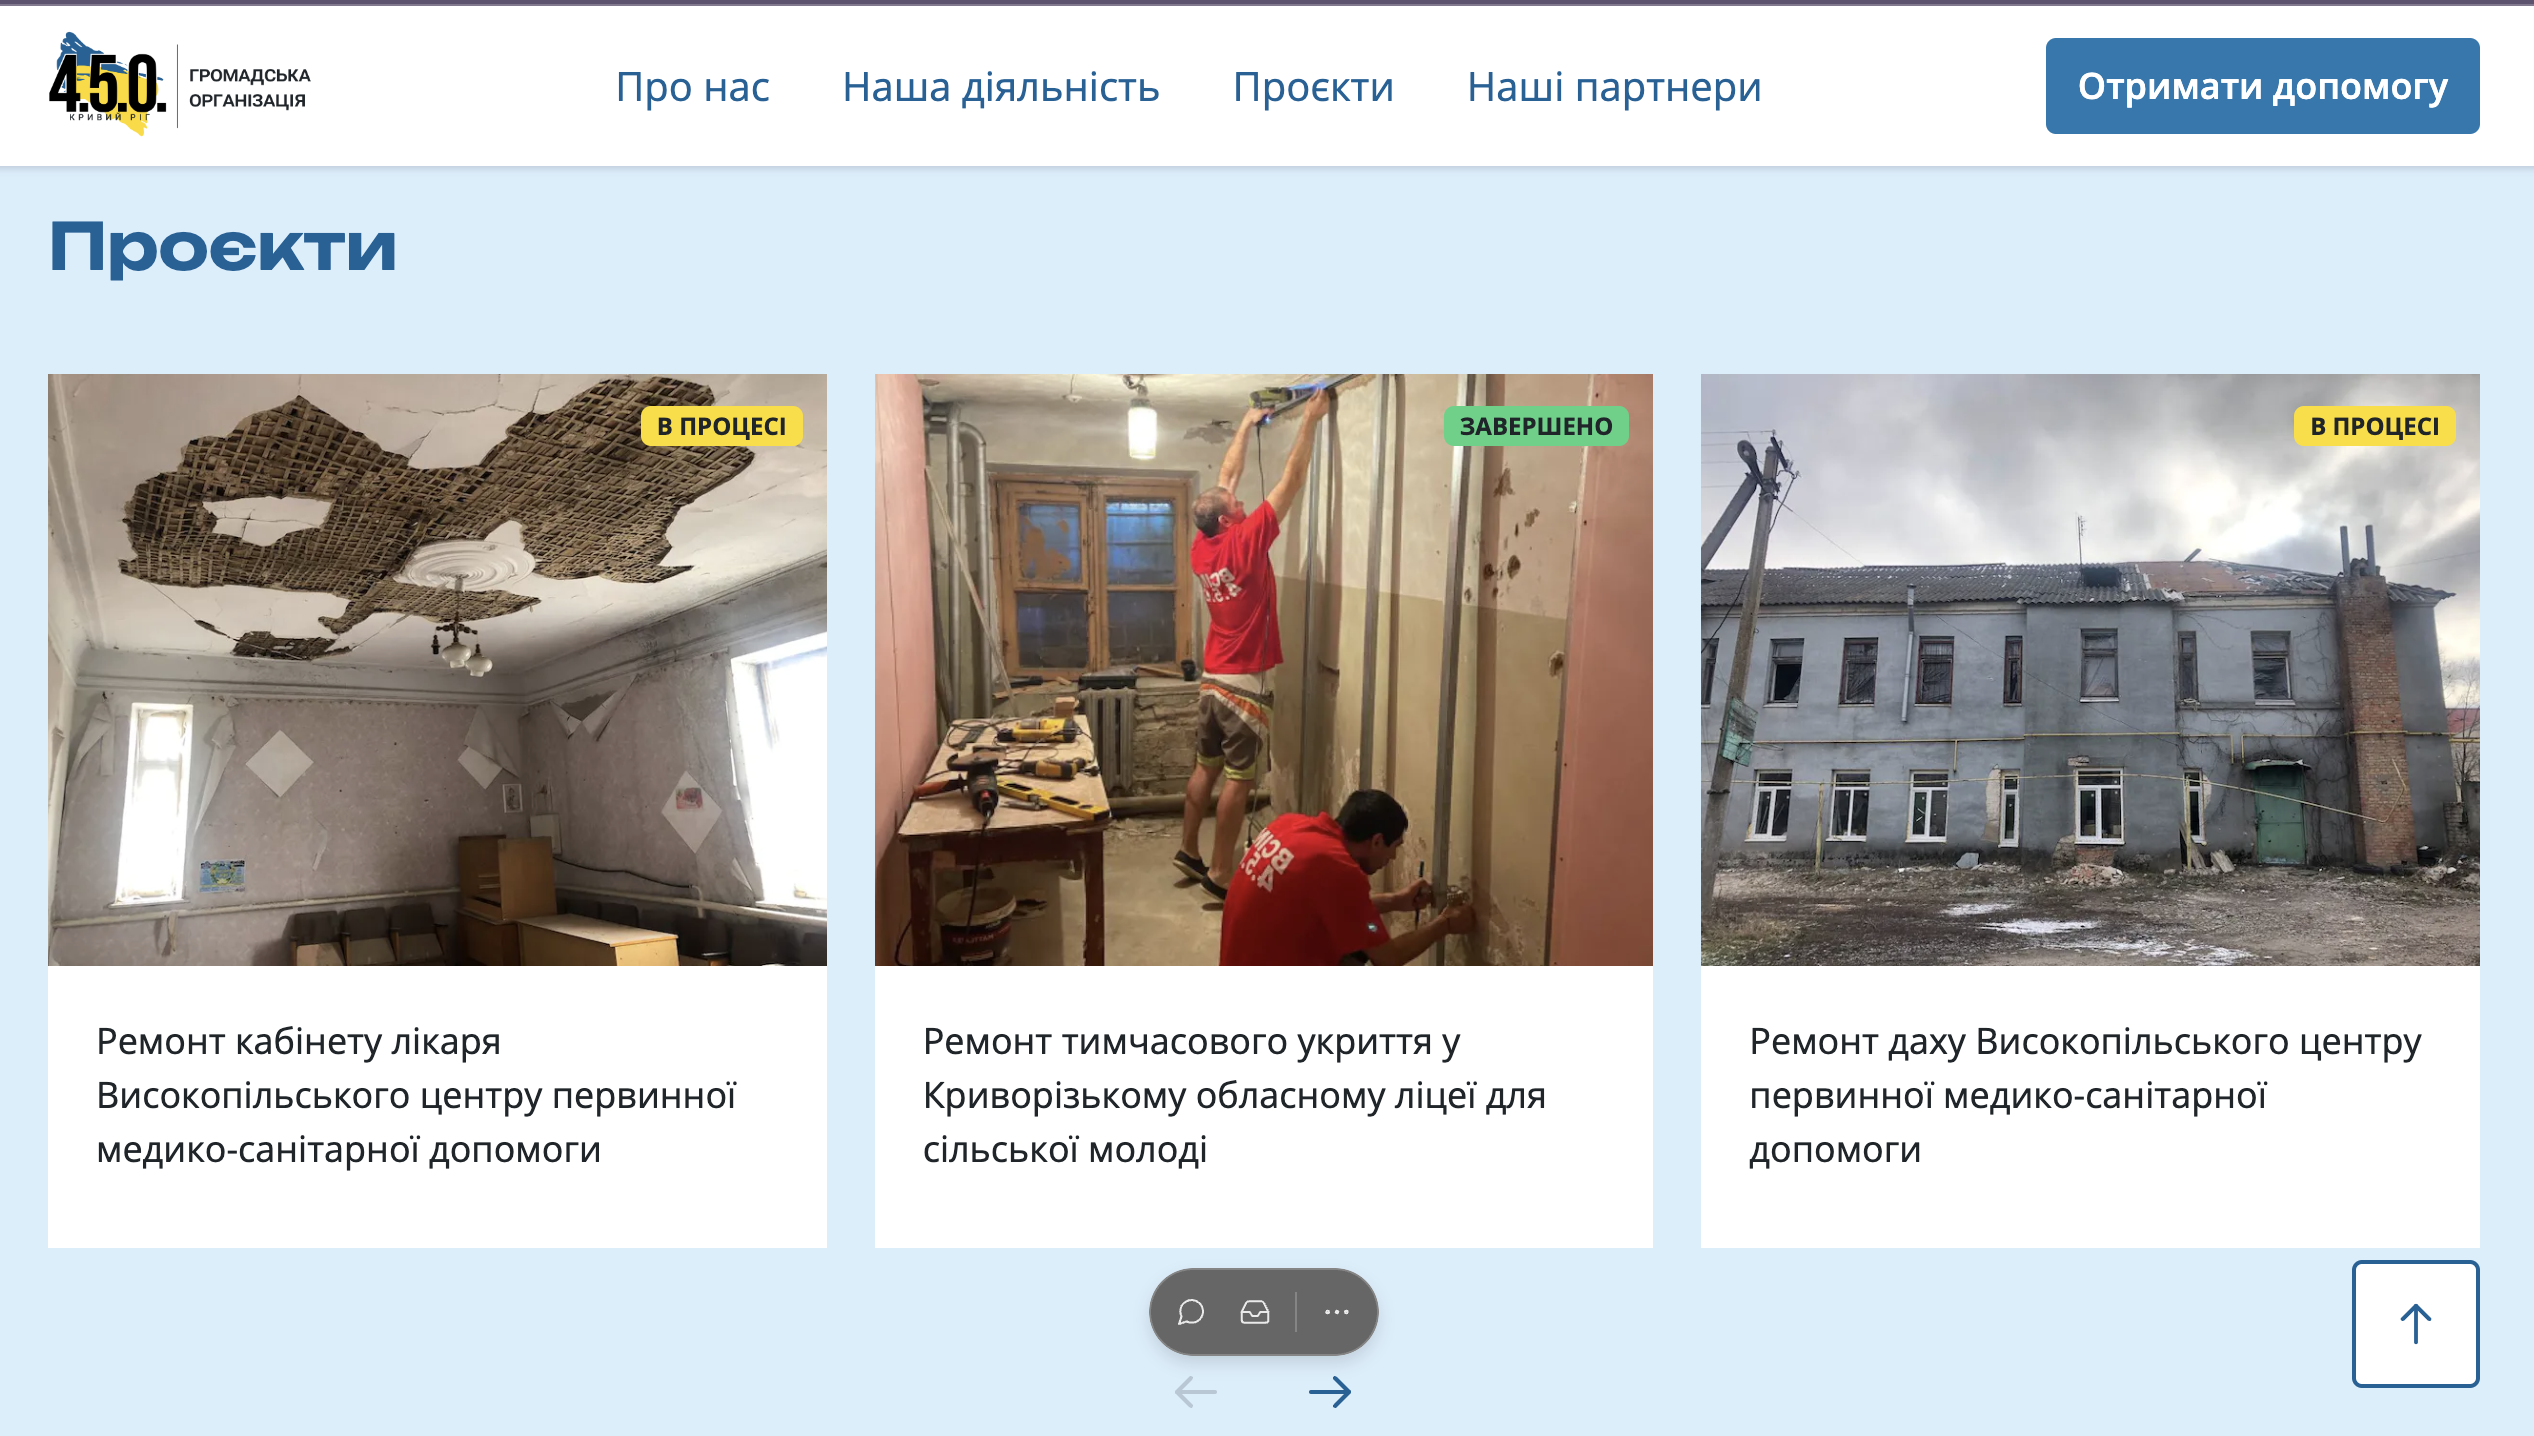 4.5.0.
КРИВИЙ РІГ
ГРОМАДСЬКА
ОРГАНІЗАЦІЯ
Про нас
Наша діяльність
Проєкти
Наші партнери
Отримати допомогу
Проєкти
В ПРОЦЕСІ
ЗАВЕРШЕНО
В ПРОЦЕСІ
Ремонт кабінету лікаря
Високопільського центру первинної
медико-санітарної допомоги
Ремонт тимчасового укриття у
Криворізькому обласному ліцеї для
сільської молоді
Ремонт даху Високопільського центру
первинної медико-санітарної
допомоги